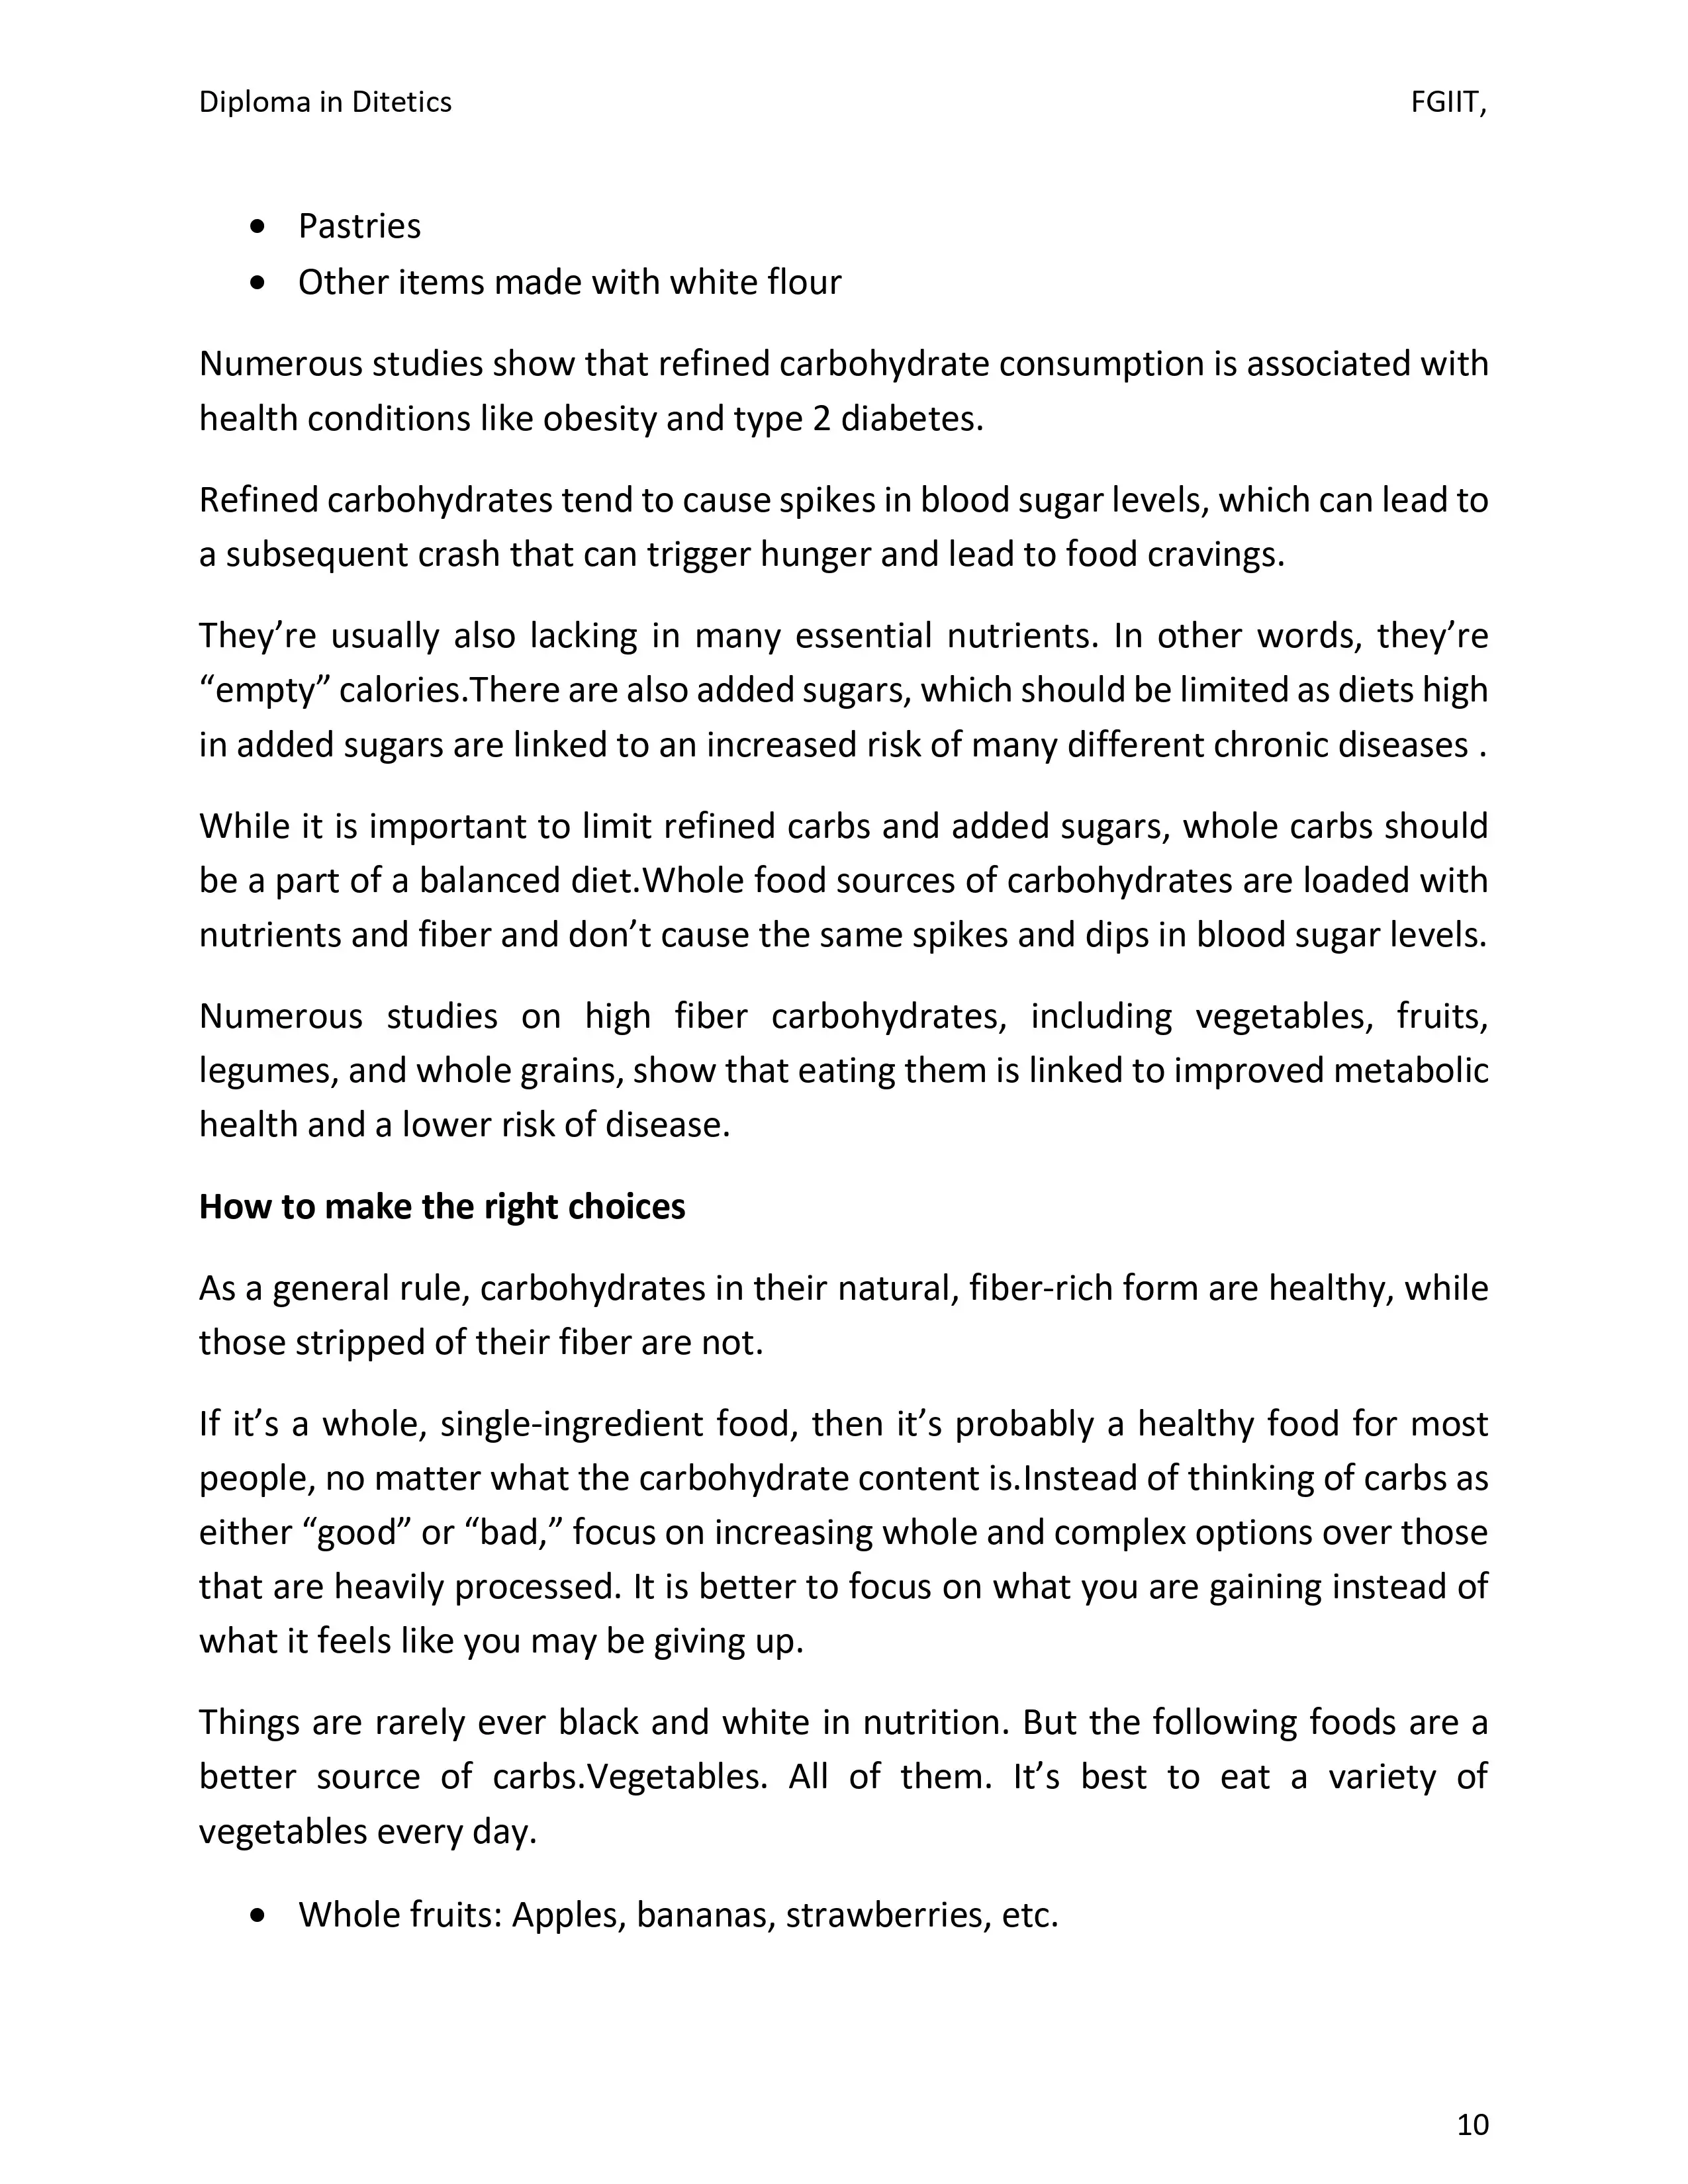 Diploma in Ditetics FGIIT,
• Pastries
• Other items made with white flour
Numerous studies show that refined carbohydrate consumption is associated with
health conditions like obesity and type 2 diabetes.
Refined carbohydrates tend to cause spikes in blood sugar levels, which can lead to
a subsequent crash that can trigger hunger and lead to food cravings.
They’re usually also lacking in many essential nutrients. In other words, they’re
“empty” calories.There are also added sugars, which should be limited as diets high
in added sugars are linked to an increased risk of many different chronic diseases .
While it is important to limit refined carbs and added sugars, whole carbs should
be a part of a balanced diet.Whole food sources of carbohydrates are loaded with
nutrients and fiber and don’t cause the same spikes and dips in blood sugar levels.
Numerous studies on high fiber carbohydrates, including vegetables, fruits,
legumes, and whole grains, show that eating them is linked to improved metabolic
health and a lower risk of disease.
How to make the right choices
As a general rule, carbohydrates in their natural, fiber-rich form are healthy, while
those stripped of their fiber are not.
If it’s a whole, single-ingredient food, then it’s probably a healthy food for most
people, no matter what the carbohydrate content is.Instead of thinking of carbs as
either “good” or “bad,” focus on increasing whole and complex options over those
that are heavily processed. It is better to focus on what you are gaining instead of
what it feels like you may be giving up.
Things are rarely ever black and white in nutrition. But the following foods are a
better source of carbs.Vegetables. All of them. It’s best to eat a variety of
vegetables every day.
• Whole fruits: Apples, bananas, strawberries, etc.
10